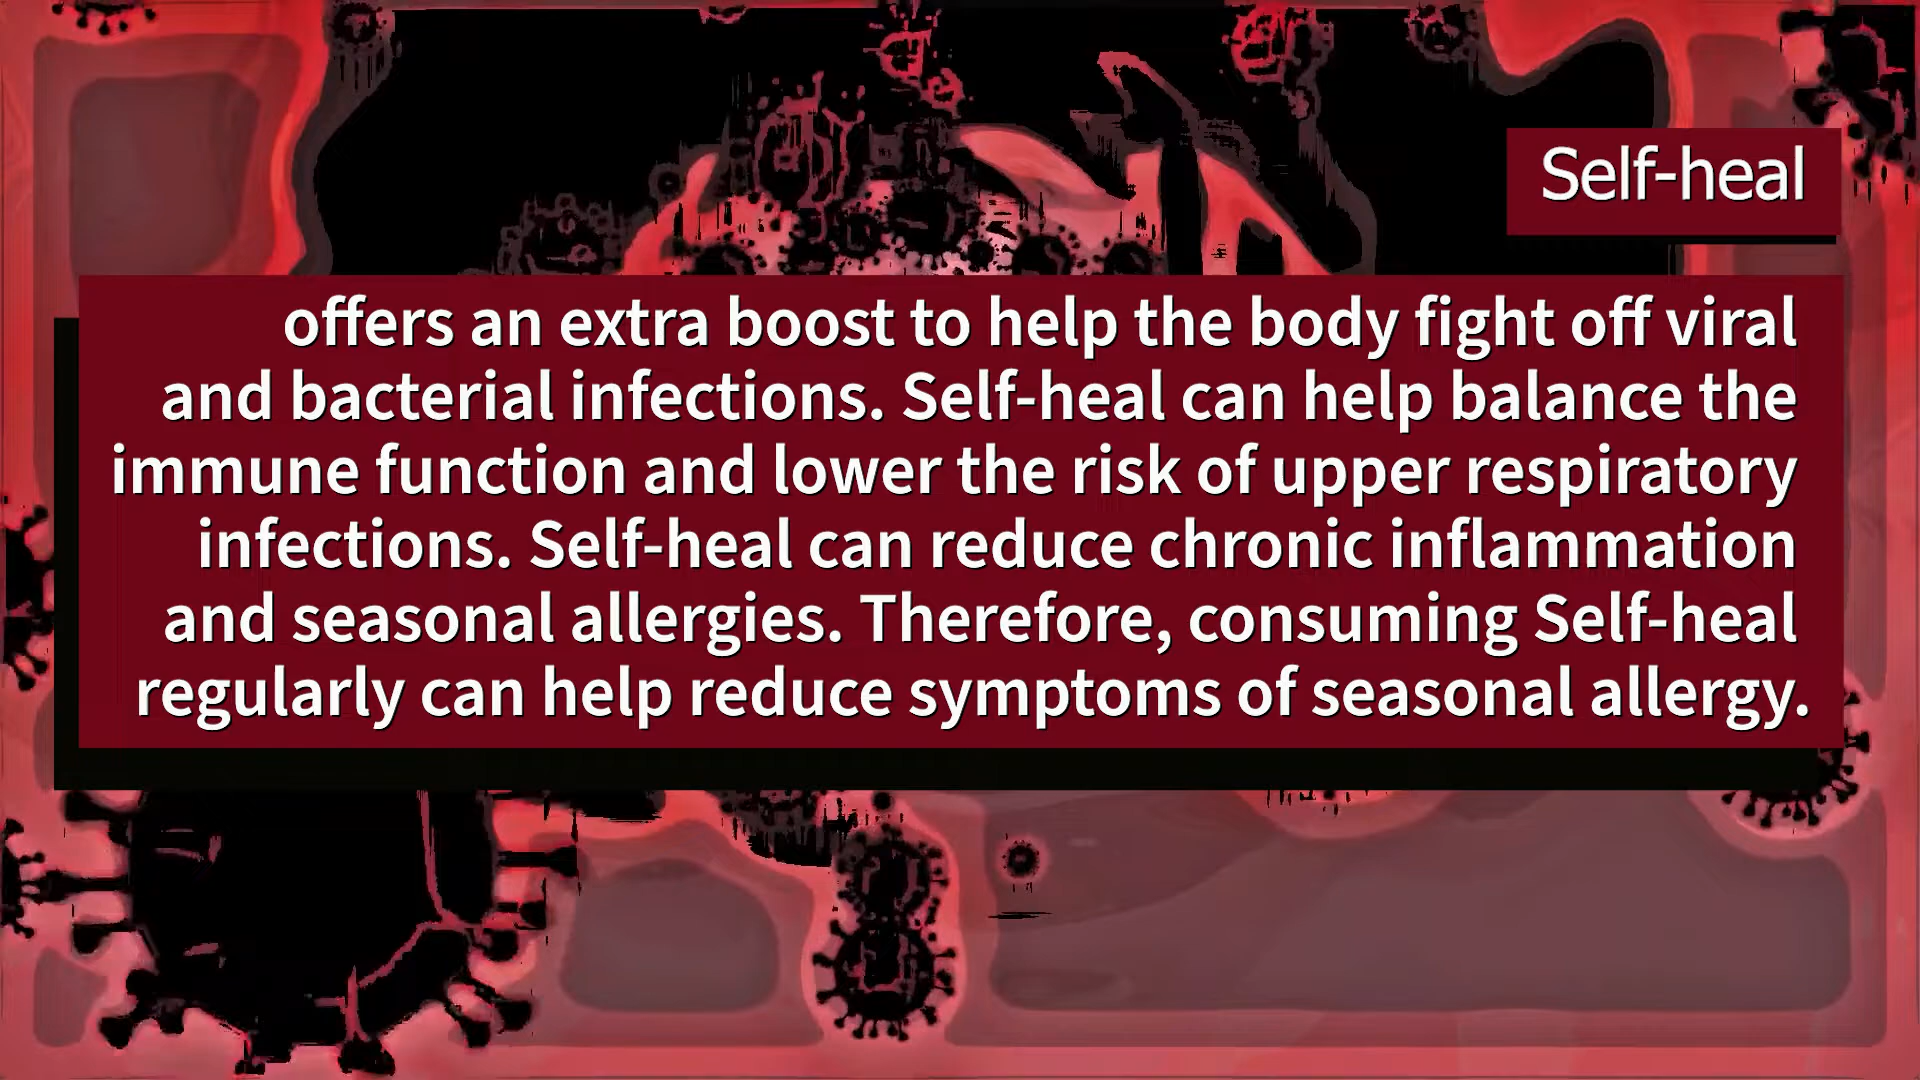 Self-heal
offers an extra boost to help the body fight off viral
and bacterial infections. Self-heal can help balance the
immune function and lower the risk of upper respiratory
infections. Self-heal can reduce chronic inflammation
and seasonal allergies. Therefore, consuming Self-heal
regularly can help reduce symptoms of seasonal allergy.